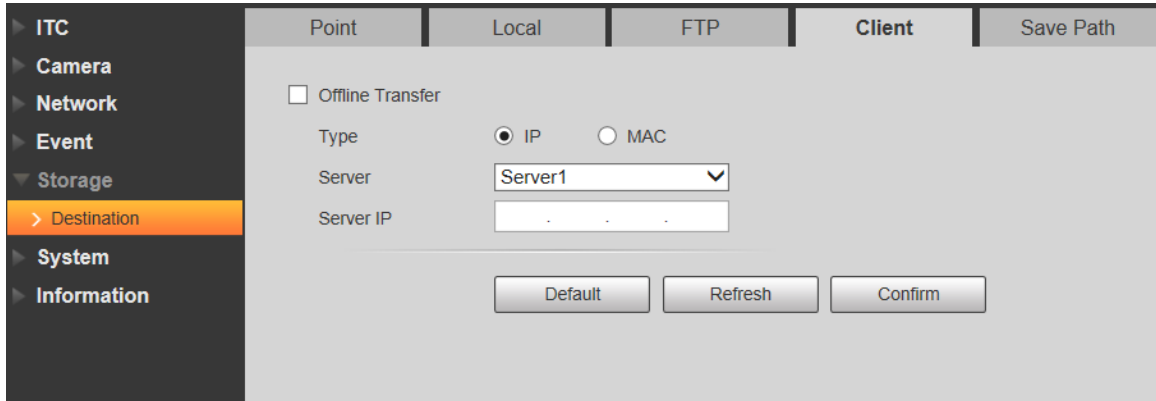 ITC
Camera
Network
Event
Storage
Destination
System
Information
Point Local FTP Client Save Path
Offline Transfer
Type IP MAC
Server Server1
Server IP . . .
Default Refresh Confirm